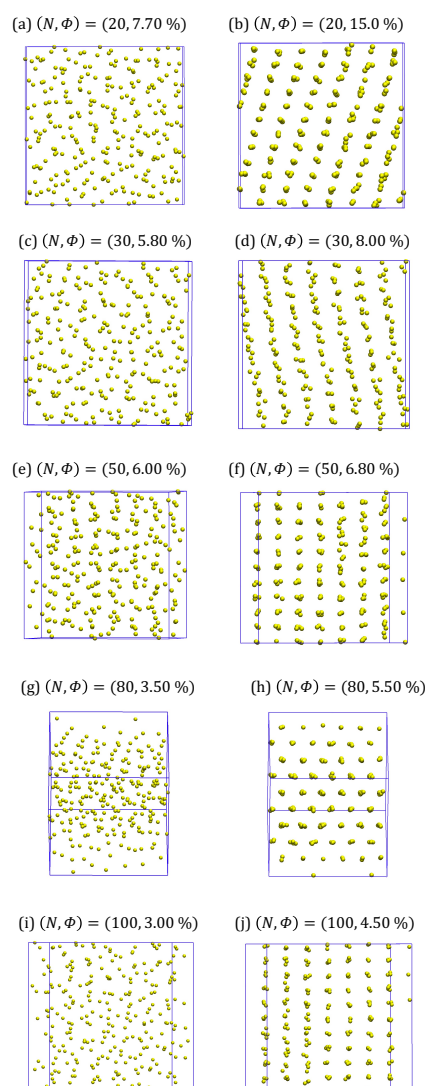 (a) (N, Φ) = (20, 7.70 %)
(b) (N, Φ) = (20, 15.0 %)
(c) (N, Φ) = (30, 5.80 %)
(d) (N, Φ) = (30, 8.00 %)
(e) (N, Φ) = (50, 6.00 %)
(f) (N, Φ) = (50, 6.80 %)
(g) (N, Φ) = (80, 3.50 %)
(h) (N, Φ) = (80, 5.50 %)
(i) (N, Φ) = (100, 3.00 %)
(j) (N, Φ) = (100, 4.50 %)